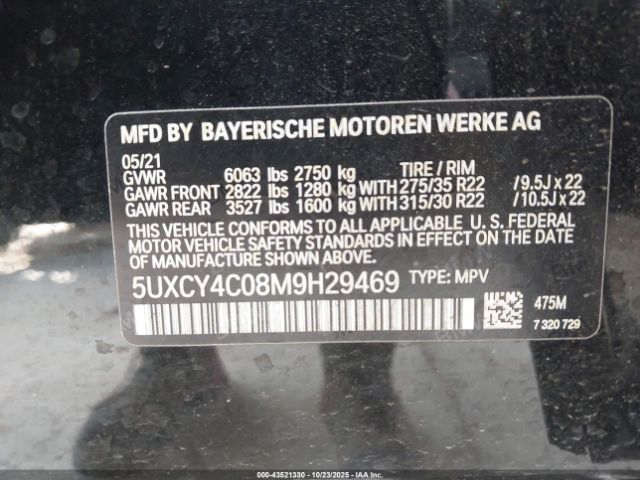 MFD BY BAYERISCHE MOTOREN WERKE AG
05/21 TIRE / RIM
GVWR 6063 lbs 2750 kg
GAWR FRONT 2822 lbs 1280 kg WITH 275/35 R22 /9.5J x 22
GAWR REAR 3527 lbs 1600 kg WITH 315/30 R22 /10.5J x 22
THIS VEHICLE CONFORMS TO ALL APPLICABLE U. S. FEDERAL
MOTOR VEHICLE SAFETY STANDARDS IN EFFECT ON THE DATE
OF MANUFACTURE SHOWN ABOVE.
5UXCY4C08M9H29469 TYPE: MPV
475M
7 320 729
000-43521330 - 10/23/2025 - IAAI.COM